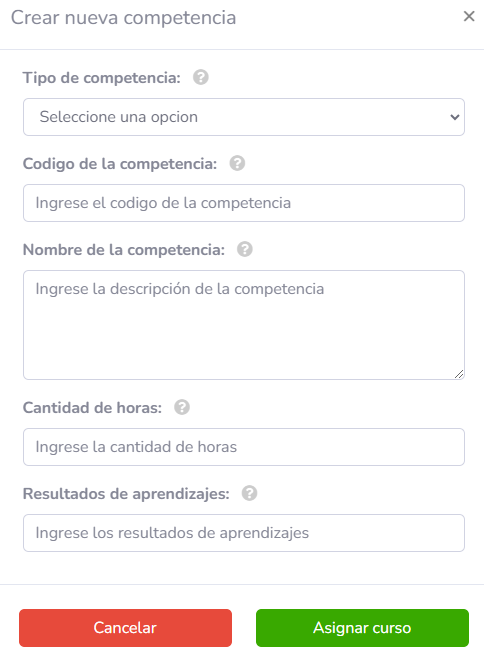 Crear nueva competencia ×
Tipo de competencia: ?
Seleccione una opcion
Codigo de la competencia: ?
Ingrese el codigo de la competencia
Nombre de la competencia: ?
Ingrese la descripción de la competencia
Cantidad de horas: ?
Ingrese la cantidad de horas
Resultados de aprendizajes: ?
Ingrese los resultados de aprendizajes
Cancelar Asignar curso